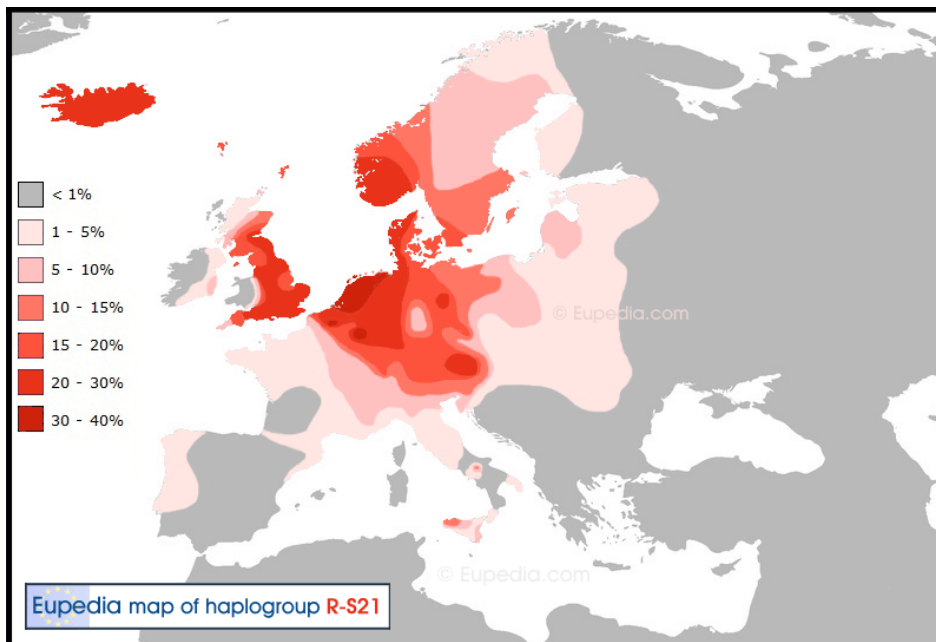 < 1%
1 - 5%
5 - 10%
10 - 15%
15 - 20%
20 - 30%
30 - 40%
© Eupedia.com
© Eupedia.com
Eupedia map of haplogroup R-S21